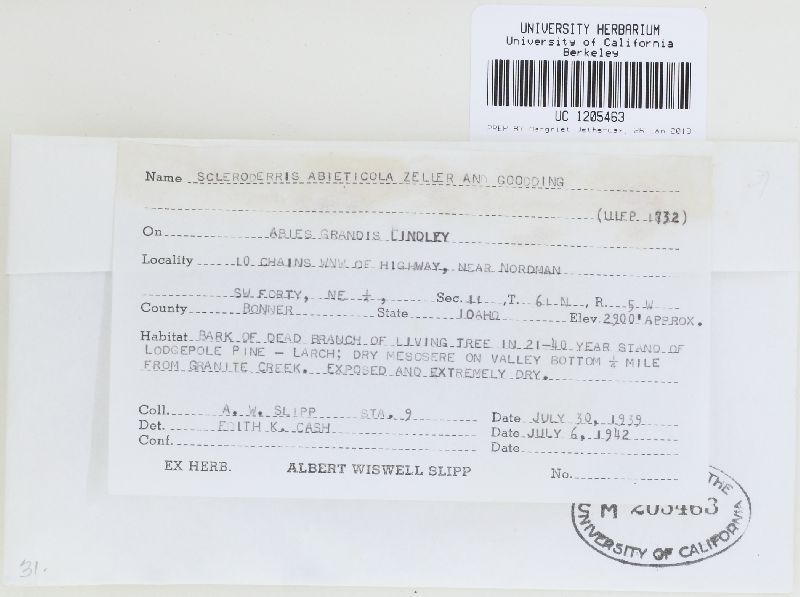 UNIVERSITY HERBARIUM
University of California
Berkeley
UC 1205463
Name SCLERODERRIS ABIETICOLA ZELLER AND GOODDING
1932)
On ABIES GRANDIS LINDLEY
Locality 10 CHAINS WNW OF HIGHWAY, NEAR NORDMAN
SW FORTY, NE ¼, Sec. 11, T. 61 N, R. 5 W
County BONNER State IDAHO Elev. 2900' APPROX.
Habitat BARK OF DEAD BRANCH OF LIVING TREE IN 21-40 YEAR STAND OF
LODGEPOLE PINE - LARCH; DRY MESOSERE ON VALLEY BOTTOM ¼ MILE
FROM GRANITE CREEK. EXPOSED AND EXTREMELY DRY.
Coll. A. W. SLIPP STA. 9 Date JULY 30, 1939
Det. EDITH K. CASH Date JULY 6, 1942
Conf. Date
EX HERB. ALBERT WISWELL SLIPP No.
THE
M
UNIVERSITY OF CALIFORNIA
31.